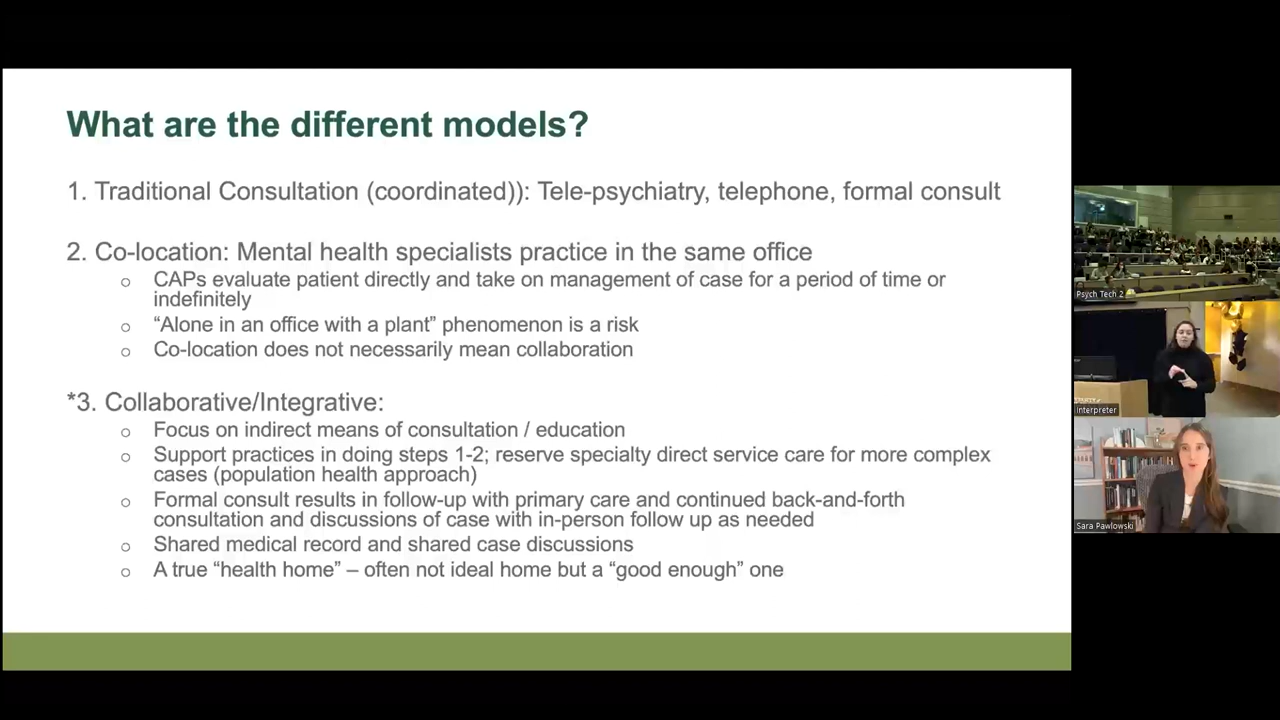 What are the different models?
1. Traditional Consultation (coordinated)): Tele-psychiatry, telephone, formal consult
2. Co-location: Mental health specialists practice in the same office
○ CAPs evaluate patient directly and take on management of case for a period of time or
indefinitely
○ “Alone in an office with a plant” phenomenon is a risk
○ Co-location does not necessarily mean collaboration
*3. Collaborative/Integrative:
○ Focus on indirect means of consultation / education
○ Support practices in doing steps 1-2; reserve specialty direct service care for more complex
cases (population health approach)
○ Formal consult results in follow-up with primary care and continued back-and-forth
consultation and discussions of case with in-person follow up as needed
○ Shared medical record and shared case discussions
○ A true “health home” – often not ideal home but a “good enough” one
Psych Tech 2
Interpreter
Sara Pawlowski